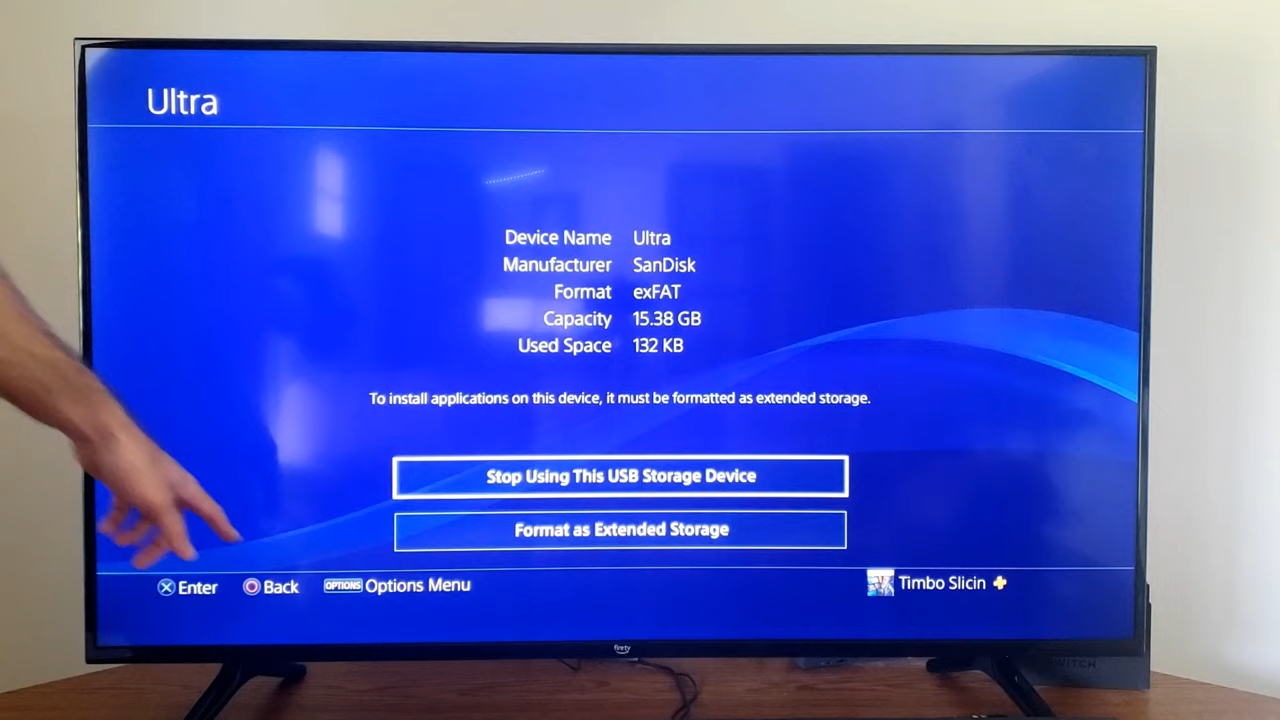 Ultra
Device Name Ultra
Manufacturer SanDisk
Format exFAT
Capacity 15.38 GB
Used Space 132 KB
To install applications on this device, it must be formatted as extended storage.
Stop Using This USB Storage Device
Format as Extended Storage
Enter Back OPTIONS Options Menu
Timbo Slicin
firetv